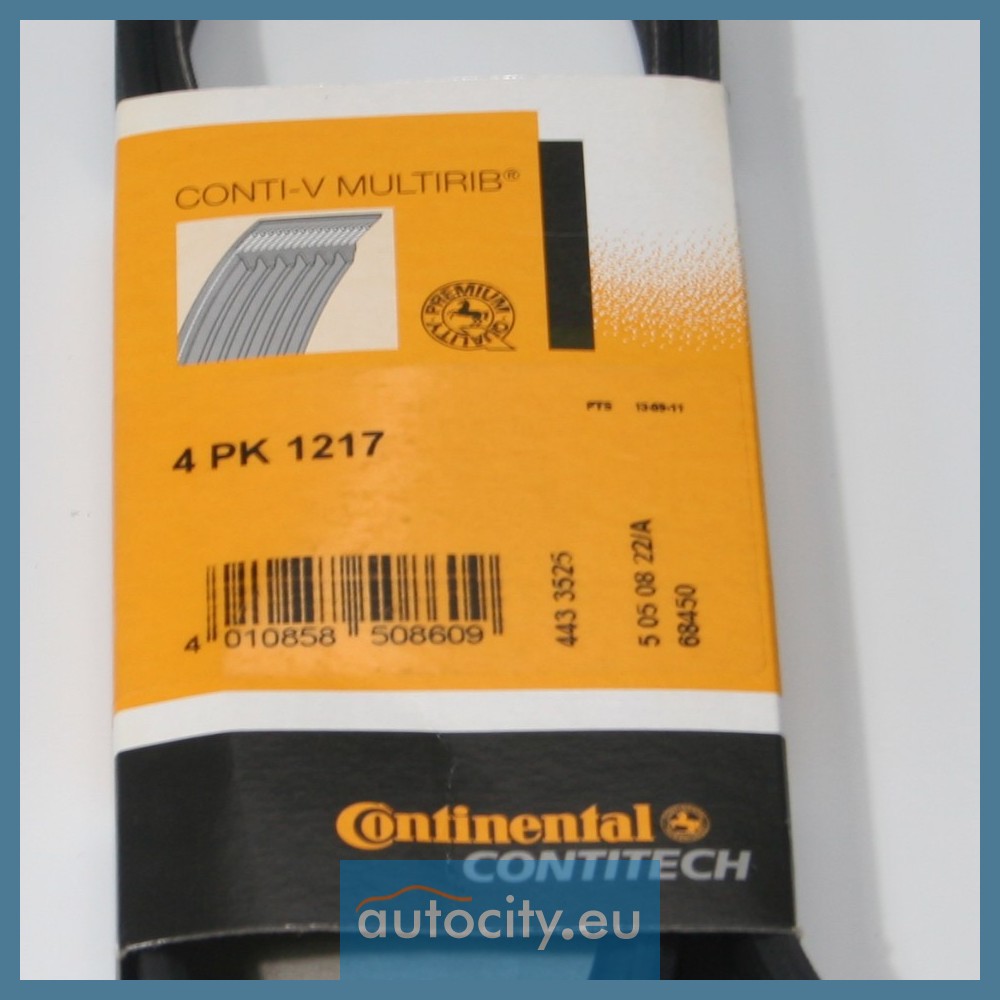 CONTI-V MULTIRIB®
PREMIUM QUALITY
PTS 13-09-11
4 PK 1217
443 3525
5 05 08 22/A
68450
4 010858 508609
Continental
CONTITECH
autocity.eu